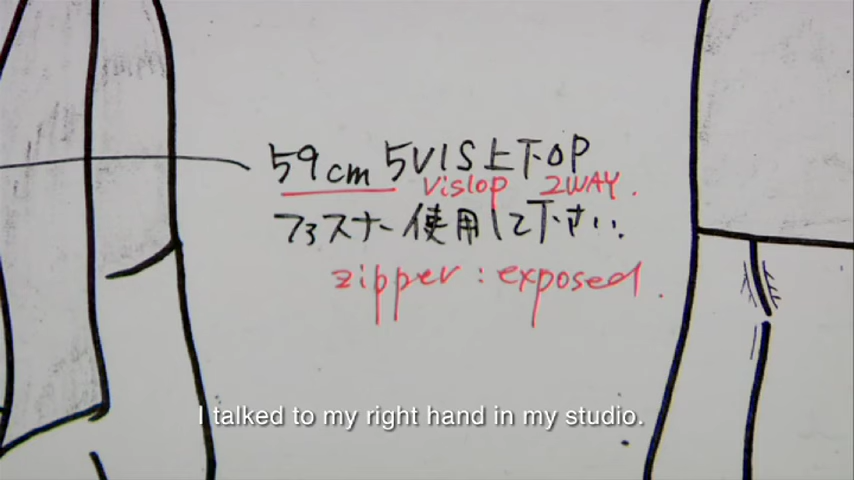 59cm 5VIS上下OP
vislop 2WAY.
ファスナー使用して下さい.
zipper : exposed.
I talked to my right hand in my studio.